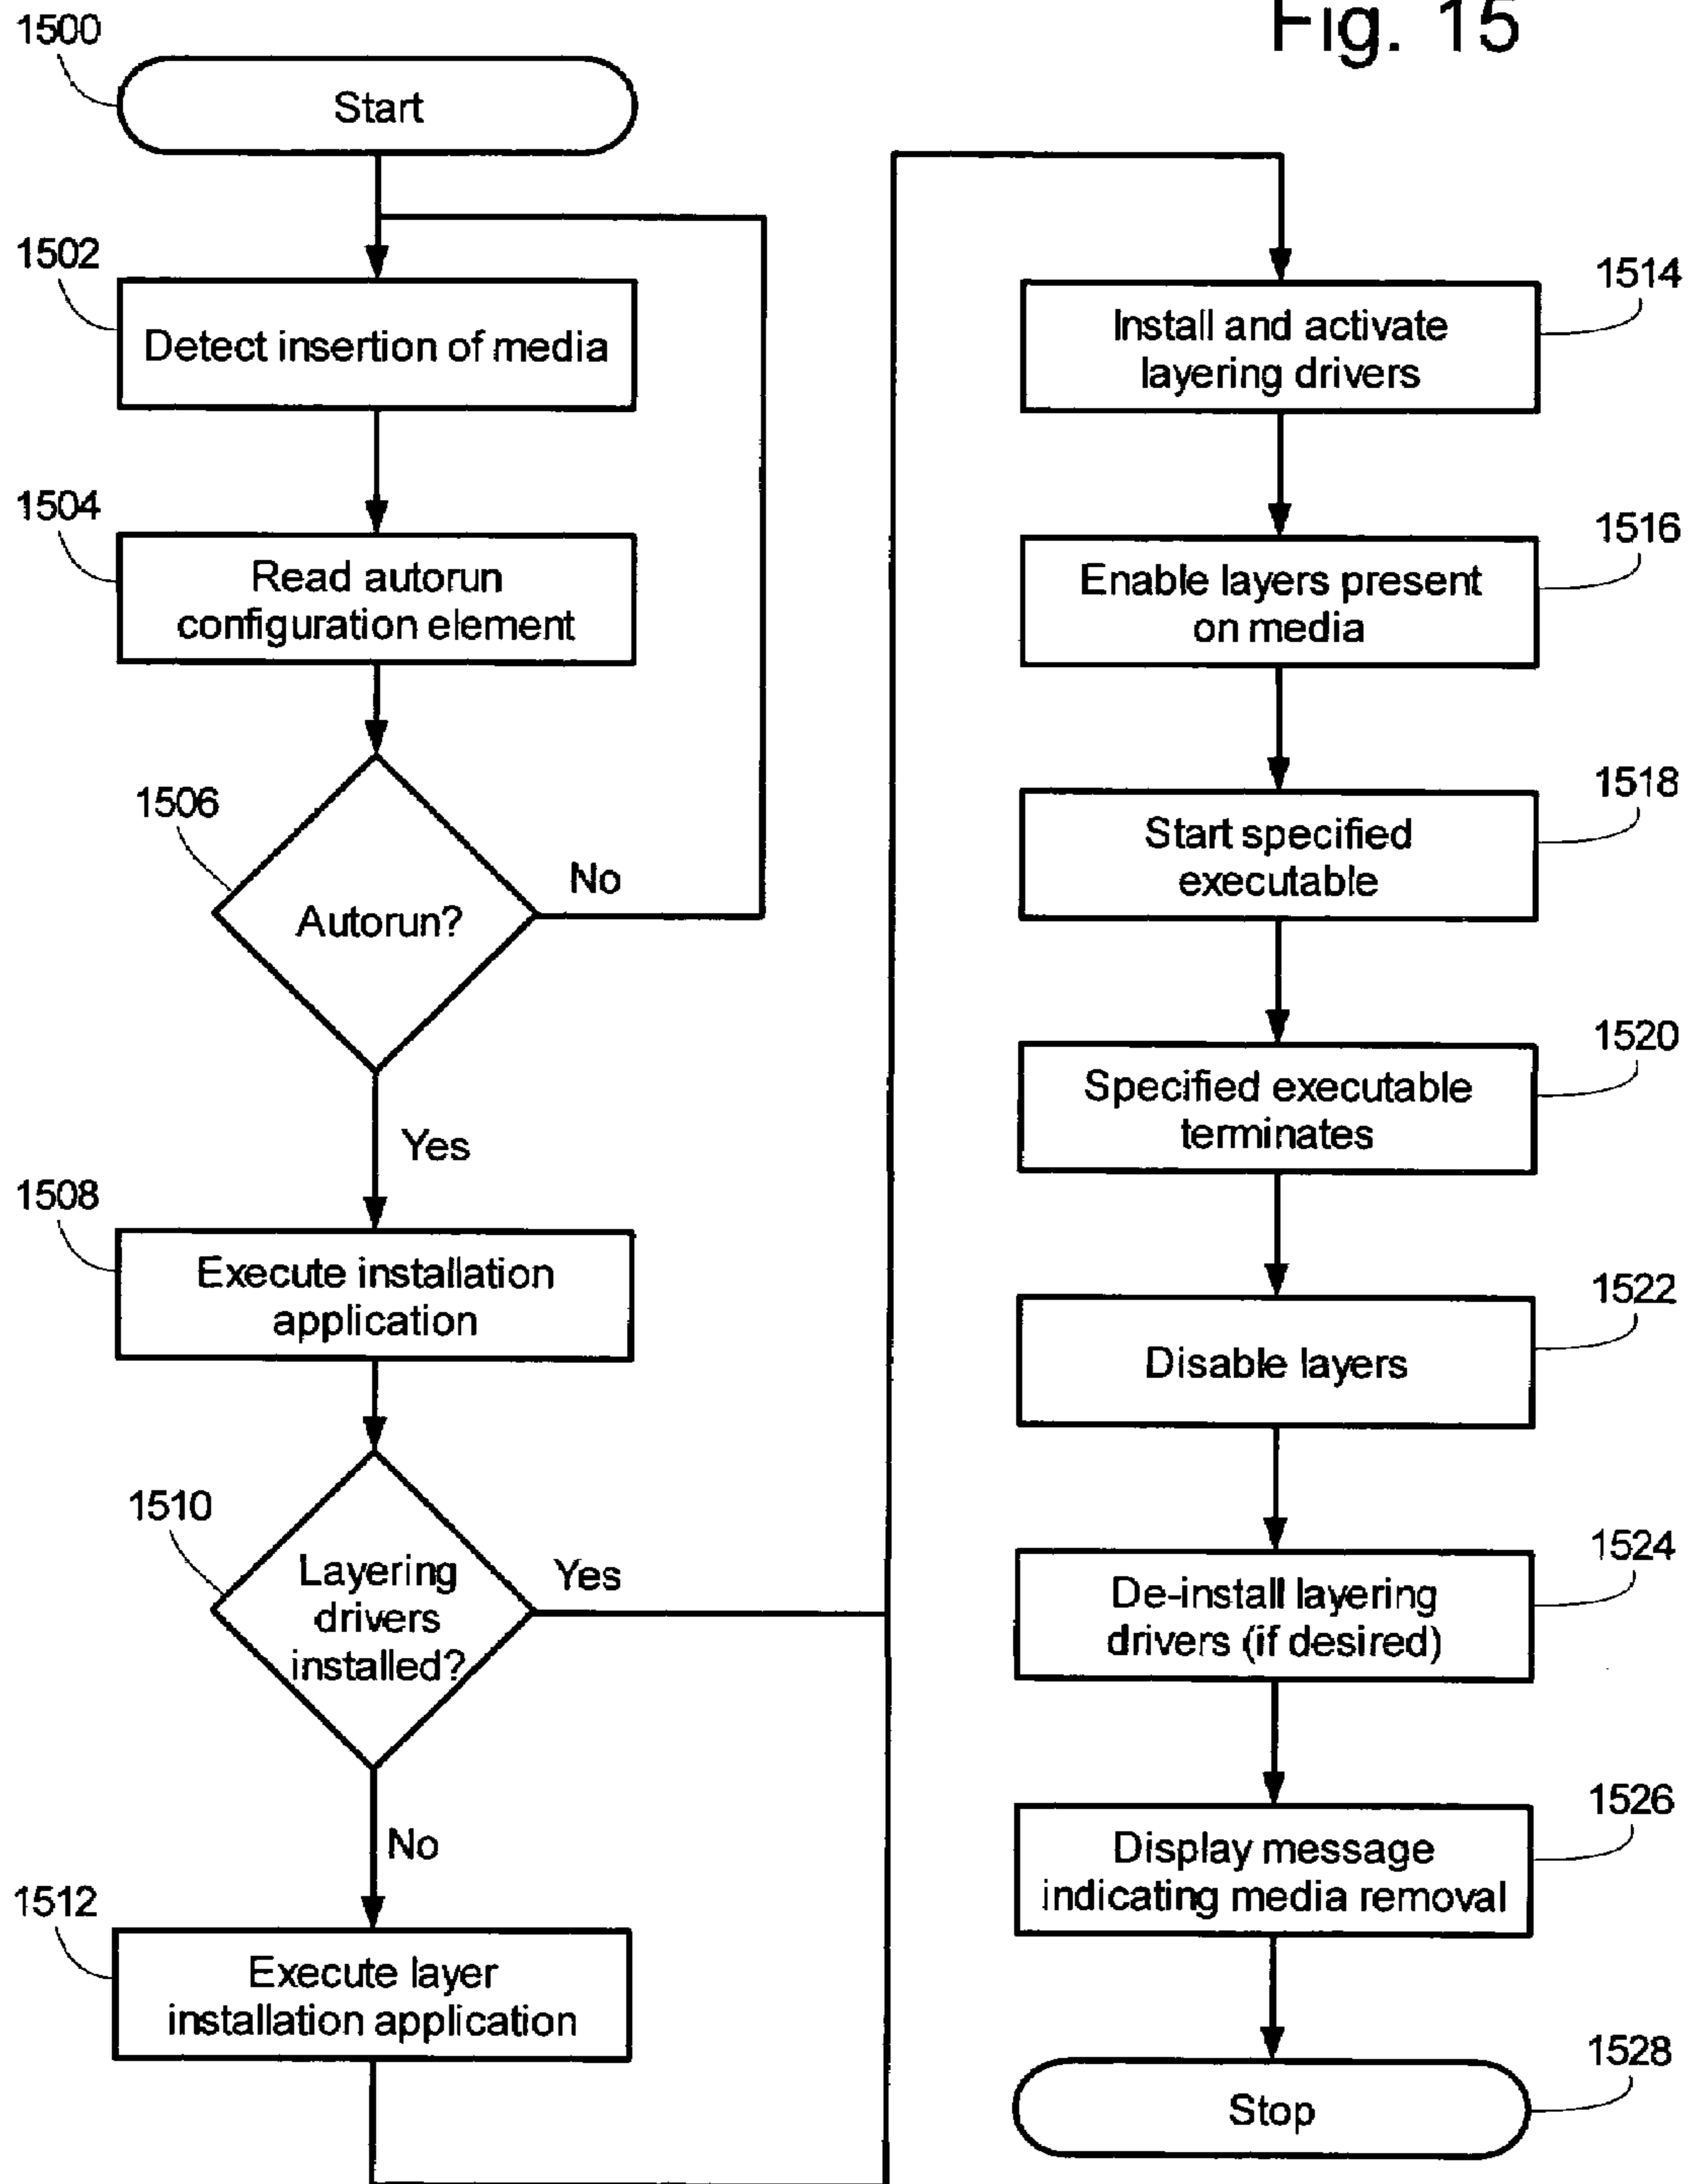 Fig. 15
1500
Start
1502
Detect insertion of media
1504
Read autorun
configuration element
1506
Autorun?
No
Yes
1508
Execute installation
application
1510
Layering
drivers
installed?
Yes
No
1512
Execute layer
installation application
1514
Install and activate
layering drivers
1516
Enable layers present
on media
1518
Start specified
executable
1520
Specified executable
terminates
1522
Disable layers
1524
De-install layering
drivers (if desired)
1526
Display message
indicating media removal
1528
Stop